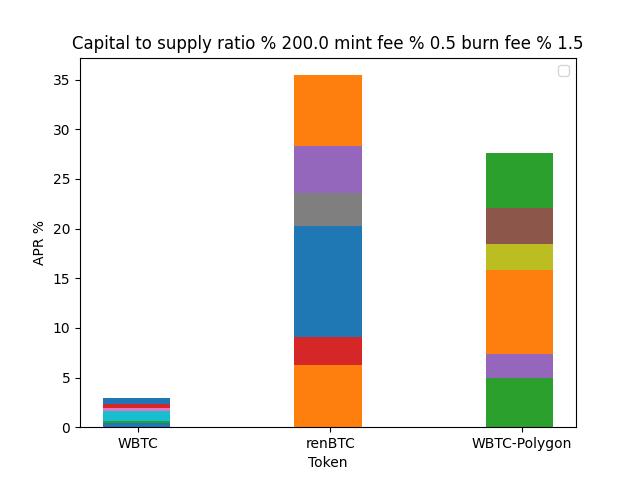 Capital to supply ratio % 200.0 mint fee % 0.5 burn fee % 1.5
35
30
25
20
15
10
5
0
APR %
WBTC renBTC WBTC-Polygon
Token